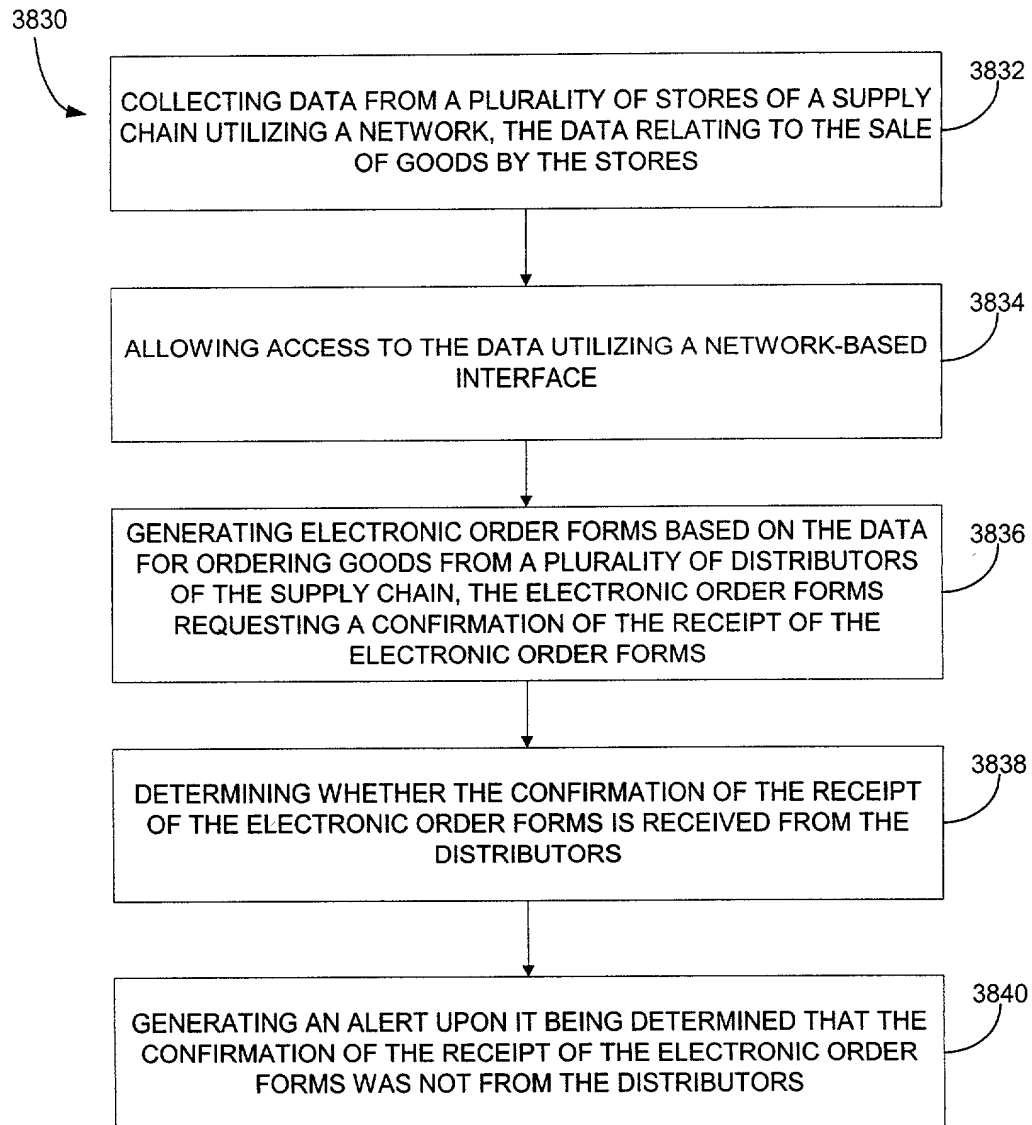 3830
3832
COLLECTING DATA FROM A PLURALITY OF STORES OF A SUPPLY
CHAIN UTILIZING A NETWORK, THE DATA RELATING TO THE SALE
OF GOODS BY THE STORES
3834
ALLOWING ACCESS TO THE DATA UTILIZING A NETWORK-BASED
INTERFACE
3836
GENERATING ELECTRONIC ORDER FORMS BASED ON THE DATA
FOR ORDERING GOODS FROM A PLURALITY OF DISTRIBUTORS
OF THE SUPPLY CHAIN, THE ELECTRONIC ORDER FORMS
REQUESTING A CONFIRMATION OF THE RECEIPT OF THE
ELECTRONIC ORDER FORMS
3838
DETERMINING WHETHER THE CONFIRMATION OF THE RECEIPT
OF THE ELECTRONIC ORDER FORMS IS RECEIVED FROM THE
DISTRIBUTORS
3840
GENERATING AN ALERT UPON IT BEING DETERMINED THAT THE
CONFIRMATION OF THE RECEIPT OF THE ELECTRONIC ORDER
FORMS WAS NOT FROM THE DISTRIBUTORS